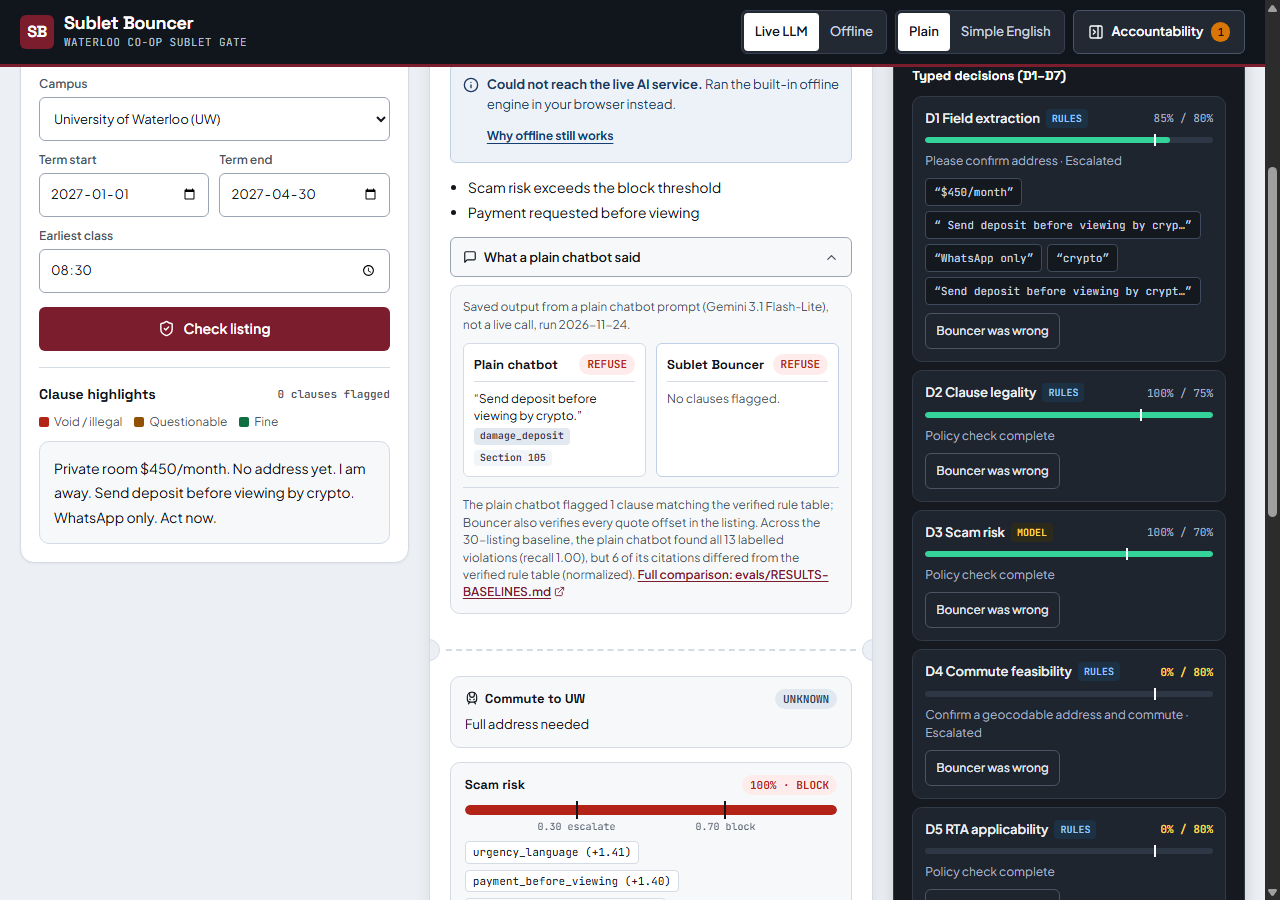 SB
Sublet Bouncer
WATERLOO CO-OP SUBLET GATE
Live LLM
Offline
Plain
Simple English
Accountability
1
Campus
University of Waterloo (UW)
Term start
Term end
2027-01-01
2027-04-30
Earliest class
08:30
Check listing
Clause highlights
0 clauses flagged
Void / illegal
Questionable
Fine
Private room $450/month. No address yet. I am
away. Send deposit before viewing by crypto.
WhatsApp only. Act now.
Could not reach the live AI service. Ran the built-in offline
engine in your browser instead.
Why offline still works
• Scam risk exceeds the block threshold
• Payment requested before viewing
What a plain chatbot said
Saved output from a plain chatbot prompt (Gemini 3.1 Flash-Lite),
not a live call, run 2026-11-24.
Plain chatbot
REFUSE
"Send deposit before
viewing by crypto."
damage_deposit
Section 105
Sublet Bouncer
REFUSE
No clauses flagged.
The plain chatbot flagged 1 clause matching the verified rule table;
Bouncer also verifies every quote offset in the listing. Across the
30-listing baseline, the plain chatbot found all 13 labelled
violations (recall 1.00), but 6 of its citations differed from the
verified rule table (normalized). Full comparison: evals/RESULTS-
BASELINES.md
Commute to UW
UNKNOWN
Full address needed
Scam risk
100% · BLOCK
0.30 escalate
0.70 block
urgency_language (+1.41)
payment_before_viewing (+1.40)
Typed decisions (D1–D7)
D1 Field extraction
RULES
85% / 80%
Please confirm address · Escalated
“$450/month”
“ Send deposit before viewing by cryp…”
“WhatsApp only”
“crypto”
“Send deposit before viewing by crypt…”
Bouncer was wrong
D2 Clause legality
RULES
100% / 75%
Policy check complete
Bouncer was wrong
D3 Scam risk
MODEL
100% / 70%
Policy check complete
Bouncer was wrong
D4 Commute feasibility
RULES
0% / 80%
Confirm a geocodable address and commute ·
Escalated
Bouncer was wrong
D5 RTA applicability
RULES
0% / 80%
Policy check complete